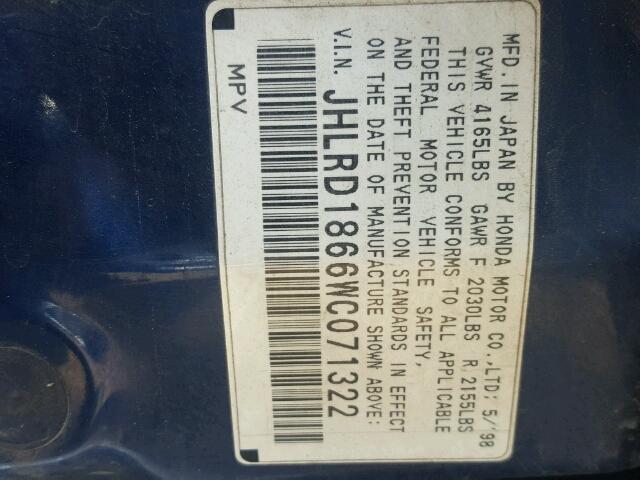 MFD. IN JAPAN BY HONDA MOTOR CO.,LTD; 5/'98
GVWR 4165LBS GAWR F 2030LBS R 2155LBS
THIS VEHICLE CONFORMS TO ALL APPLICABLE
FEDERAL MOTOR VEHICLE SAFETY,
AND THEFT PREVENTION STANDARDS IN EFFECT
ON THE DATE OF MANUFACTURE SHOWN ABOVE:
V.I.N. JHLRD1866WC071322
MPV